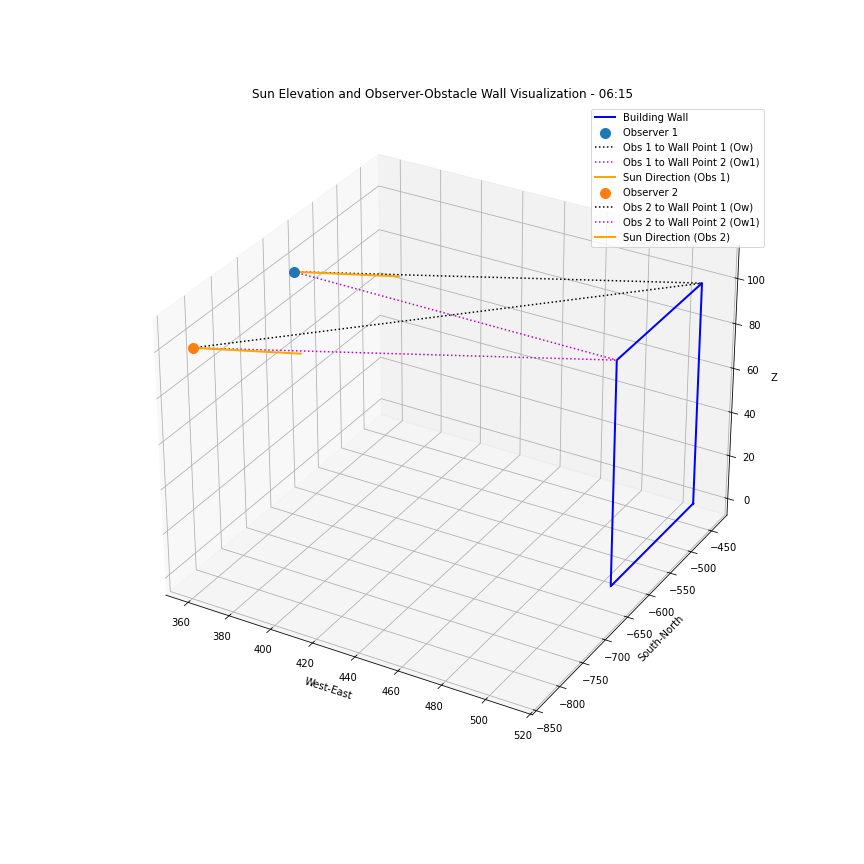 Sun Elevation and Observer-Obstacle Wall Visualization - 06:15
Building Wall
Observer 1
Obs 1 to Wall Point 1 (Ow)
Obs 1 to Wall Point 2 (Ow1)
Sun Direction (Obs 1)
Observer 2
Obs 2 to Wall Point 1 (Ow)
Obs 2 to Wall Point 2 (Ow1)
Sun Direction (Obs 2)
100
80
60
Z
40
20
0
−450
−500
−550
−600
−650
−700
−750
−800
−850
South-North
360
380
400
420
440
460
480
500
520
West-East